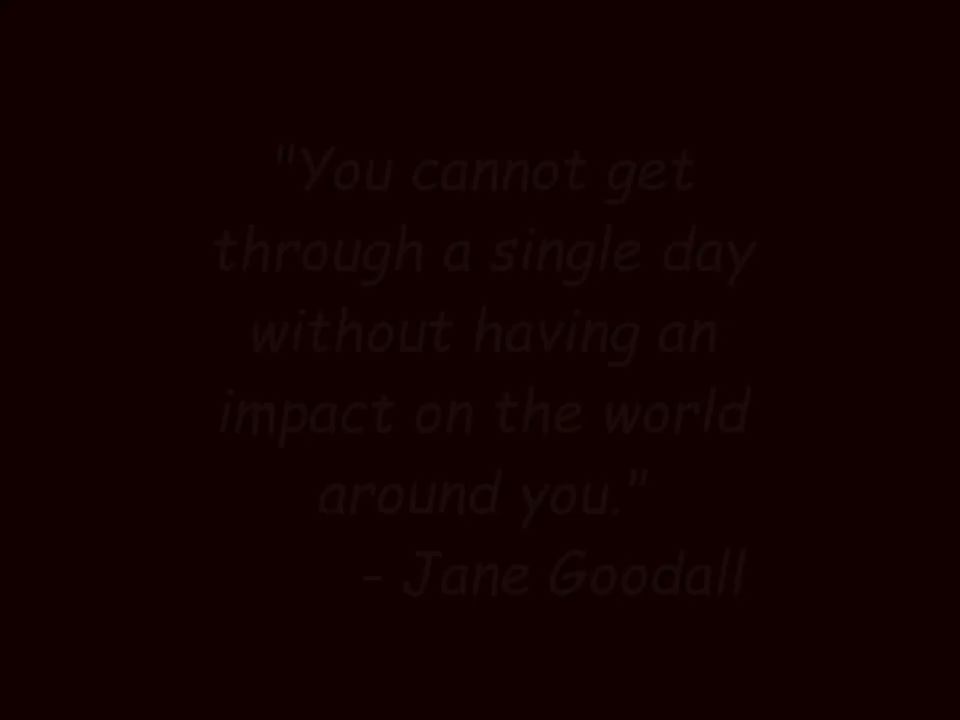 "You cannot get
through a single day
without having an
impact on the world
around you."
- Jane Goodall